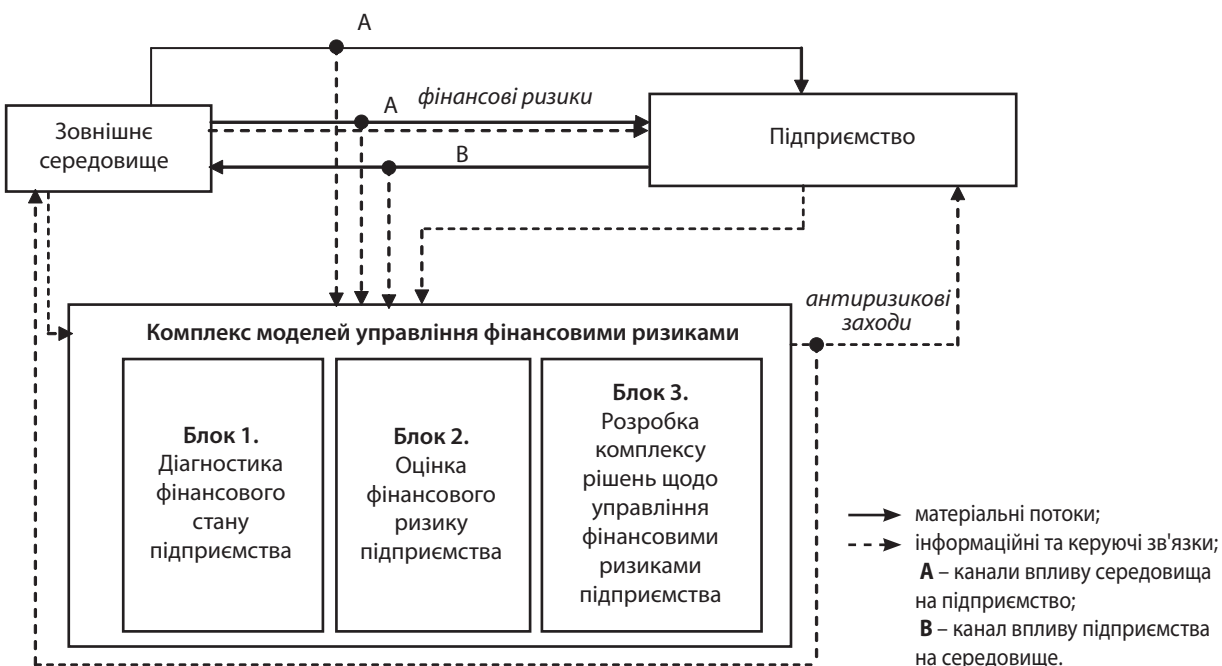 А
А
фінансові ризики
Зовнішнє
середовище
Підприємство
В
антиризикові
заходи
Комплекс моделей управління фінансовими ризиками
Блок 1.
Діагностика
фінансового
стану
підприємства
Блок 2.
Оцінка
фінансового
ризику
підприємства
Блок 3.
Розробка
комплексу
рішень щодо
управління
фінансовими
ризиками
підприємства
матеріальні потоки;
інформаційні та керуючі зв'язки;
А – канали впливу середовища
на підприємство;
В – канал впливу підприємства
на середовище.